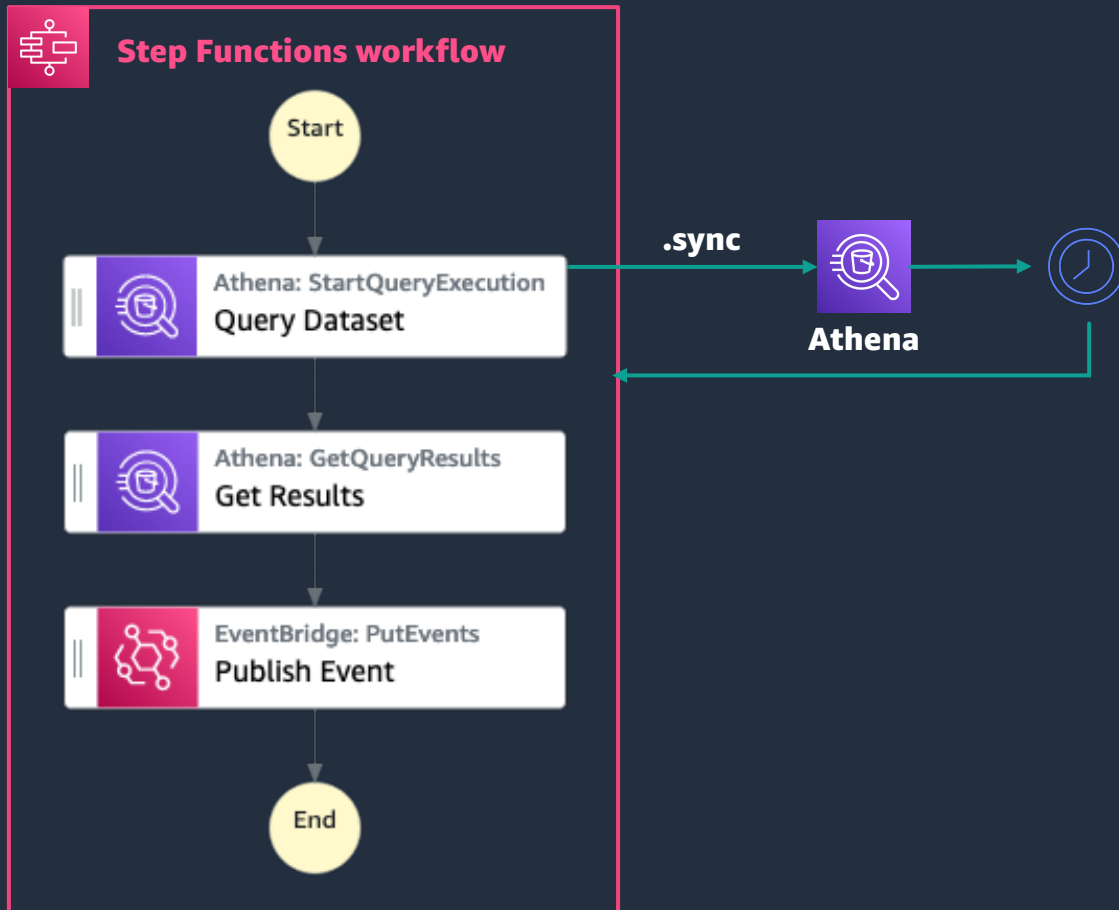 Step Functions workflow
Start
Athena: StartQueryExecution
Query Dataset
.sync
Athena
Athena: GetQueryResults
Get Results
EventBridge: PutEvents
Publish Event
End